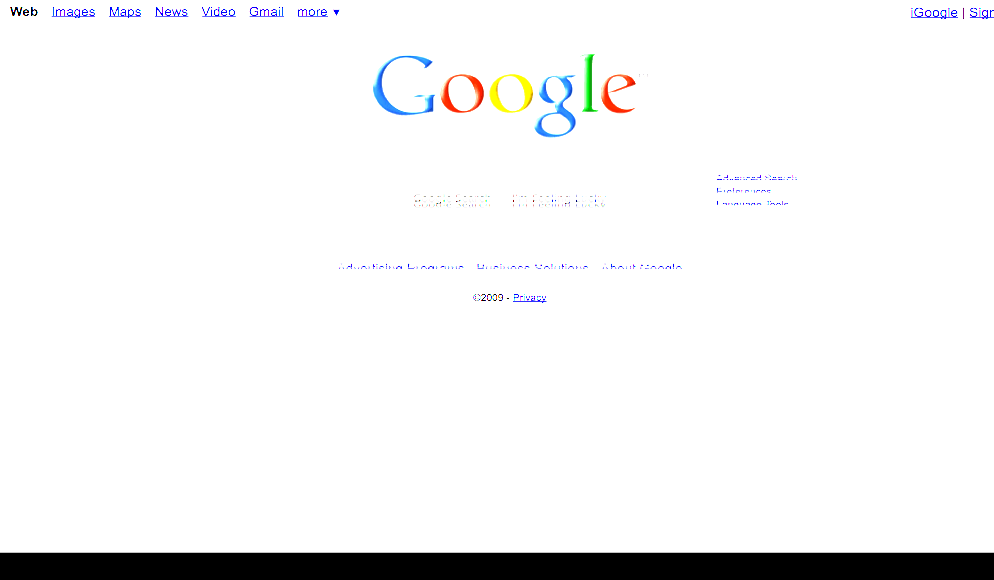 Web Images Maps News Video Gmail more ▼ iGoogle | Sign
Google
Advanced Search
Preferences
Language Tools
Google Search I'm Feeling Lucky
Advertising Programs Business Solutions About Google
©2009 - Privacy